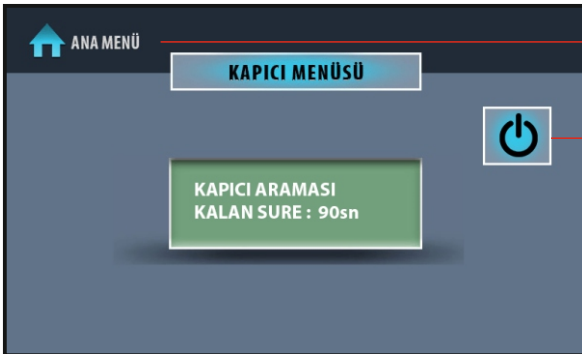 ANA MENÜ
KAPICI MENÜSÜ
KAPICI ARAMASI
KALAN SURE : 90sn